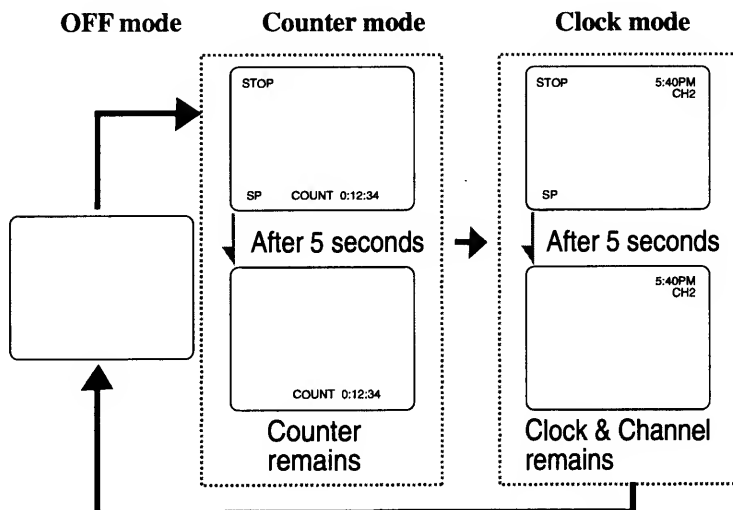 OFF mode
Counter mode
Clock mode
STOP
SP COUNT 0:12:34
After 5 seconds
COUNT 0:12:34
Counter
remains
STOP 5:40PM
CH2
SP
After 5 seconds
5:40PM
CH2
Clock & Channel
remains